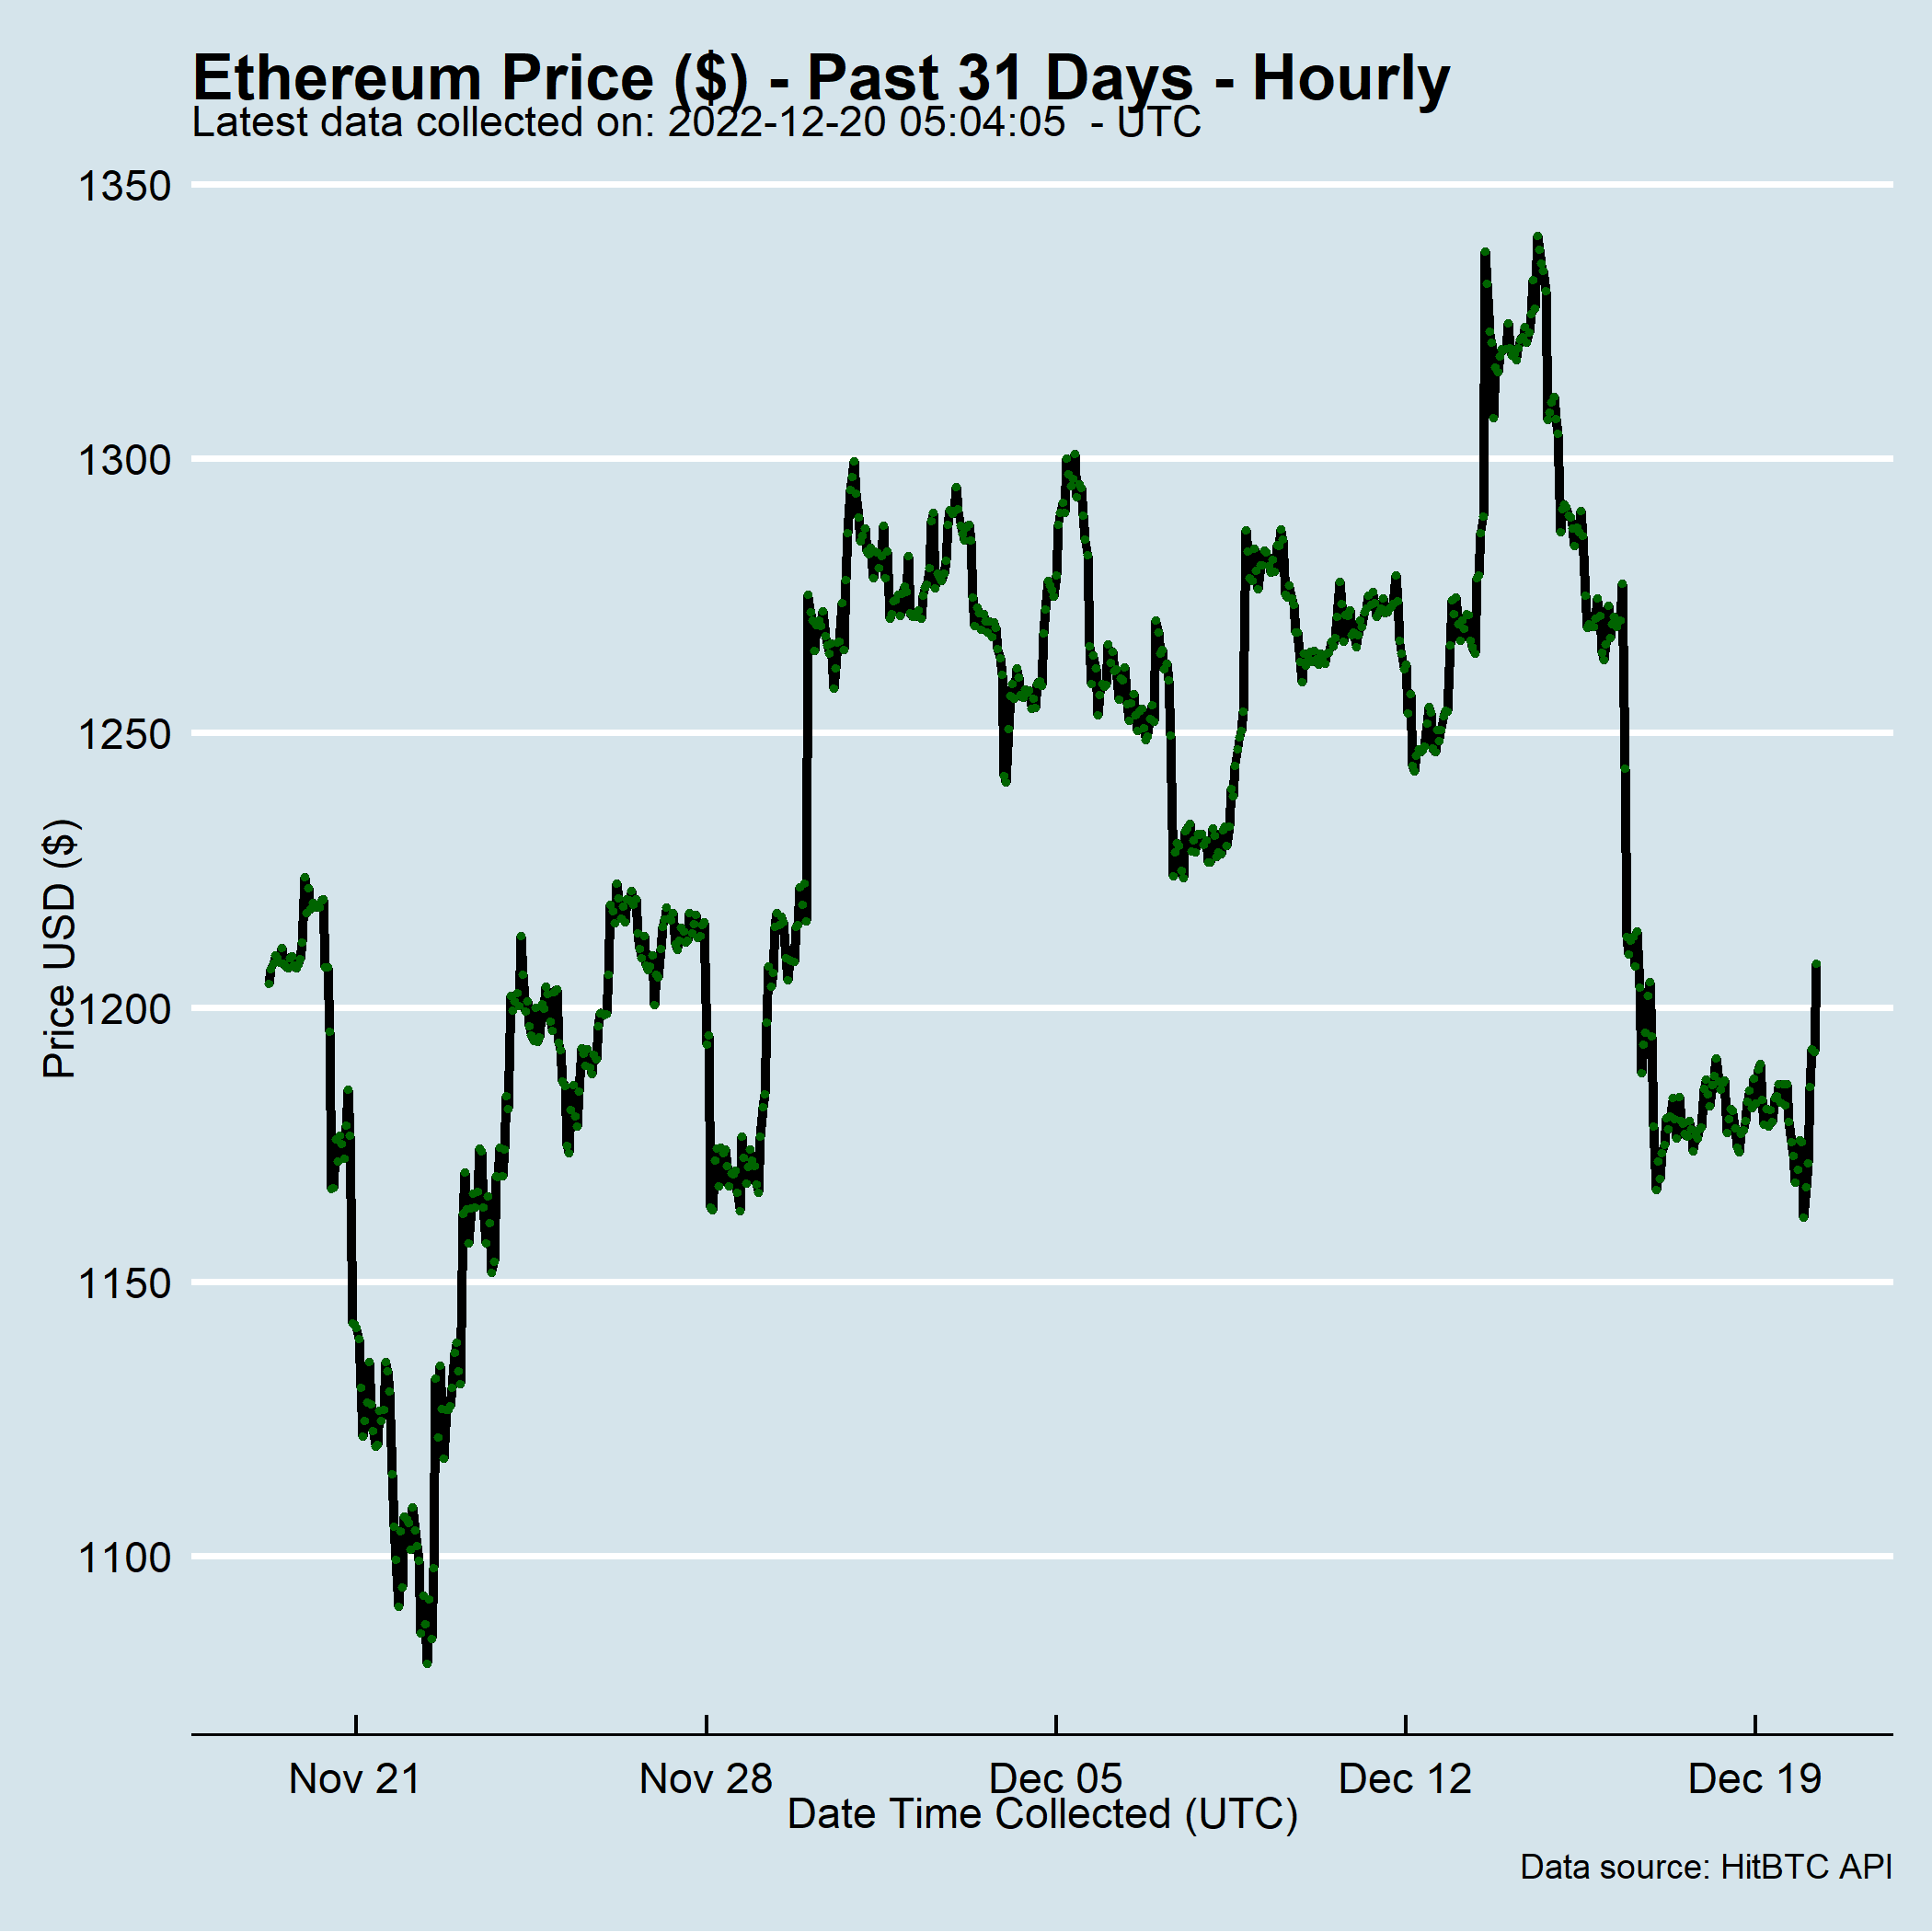 Ethereum Price ($) - Past 31 Days - Hourly
Latest data collected on: 2022-12-20 05:04:05  - UTC
1350
1300
1250
1200
1150
1100
Price USD ($)
Nov 21
Nov 28
Dec 05
Dec 12
Dec 19
Date Time Collected (UTC)
Data source: HitBTC API